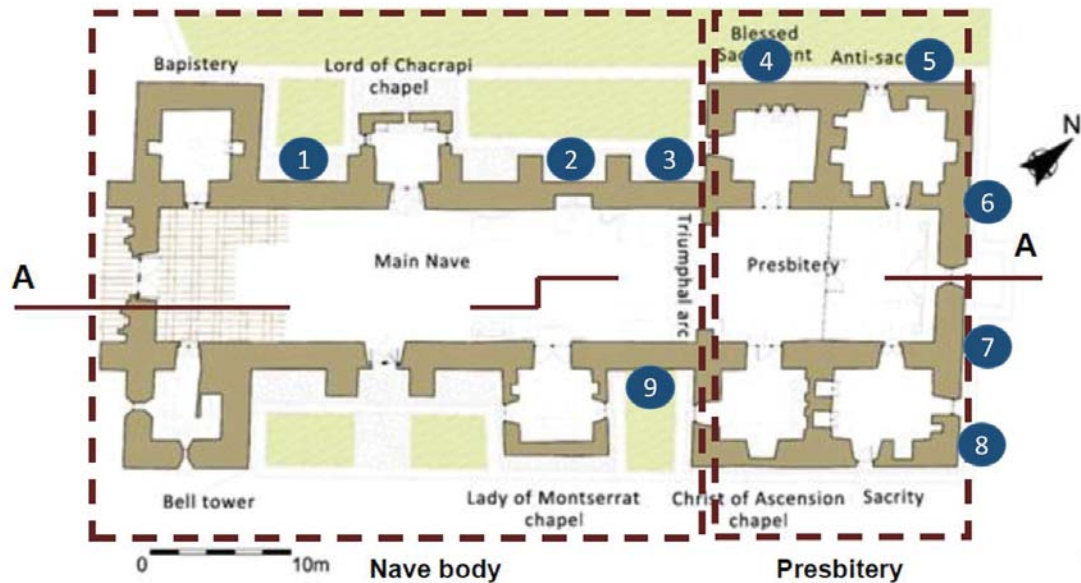 Bapistery
Lord of Chacrapi
chapel
Blessed
4
Anti-sac
5
1
2
3
N
6
A
Main Nave
Triumphal arc
Presbitery
A
7
9
8
Bell tower
Lady of Montserrat
chapel
Christ of Ascension
chapel
Sacrity
0
10m
Nave body
Presbitery